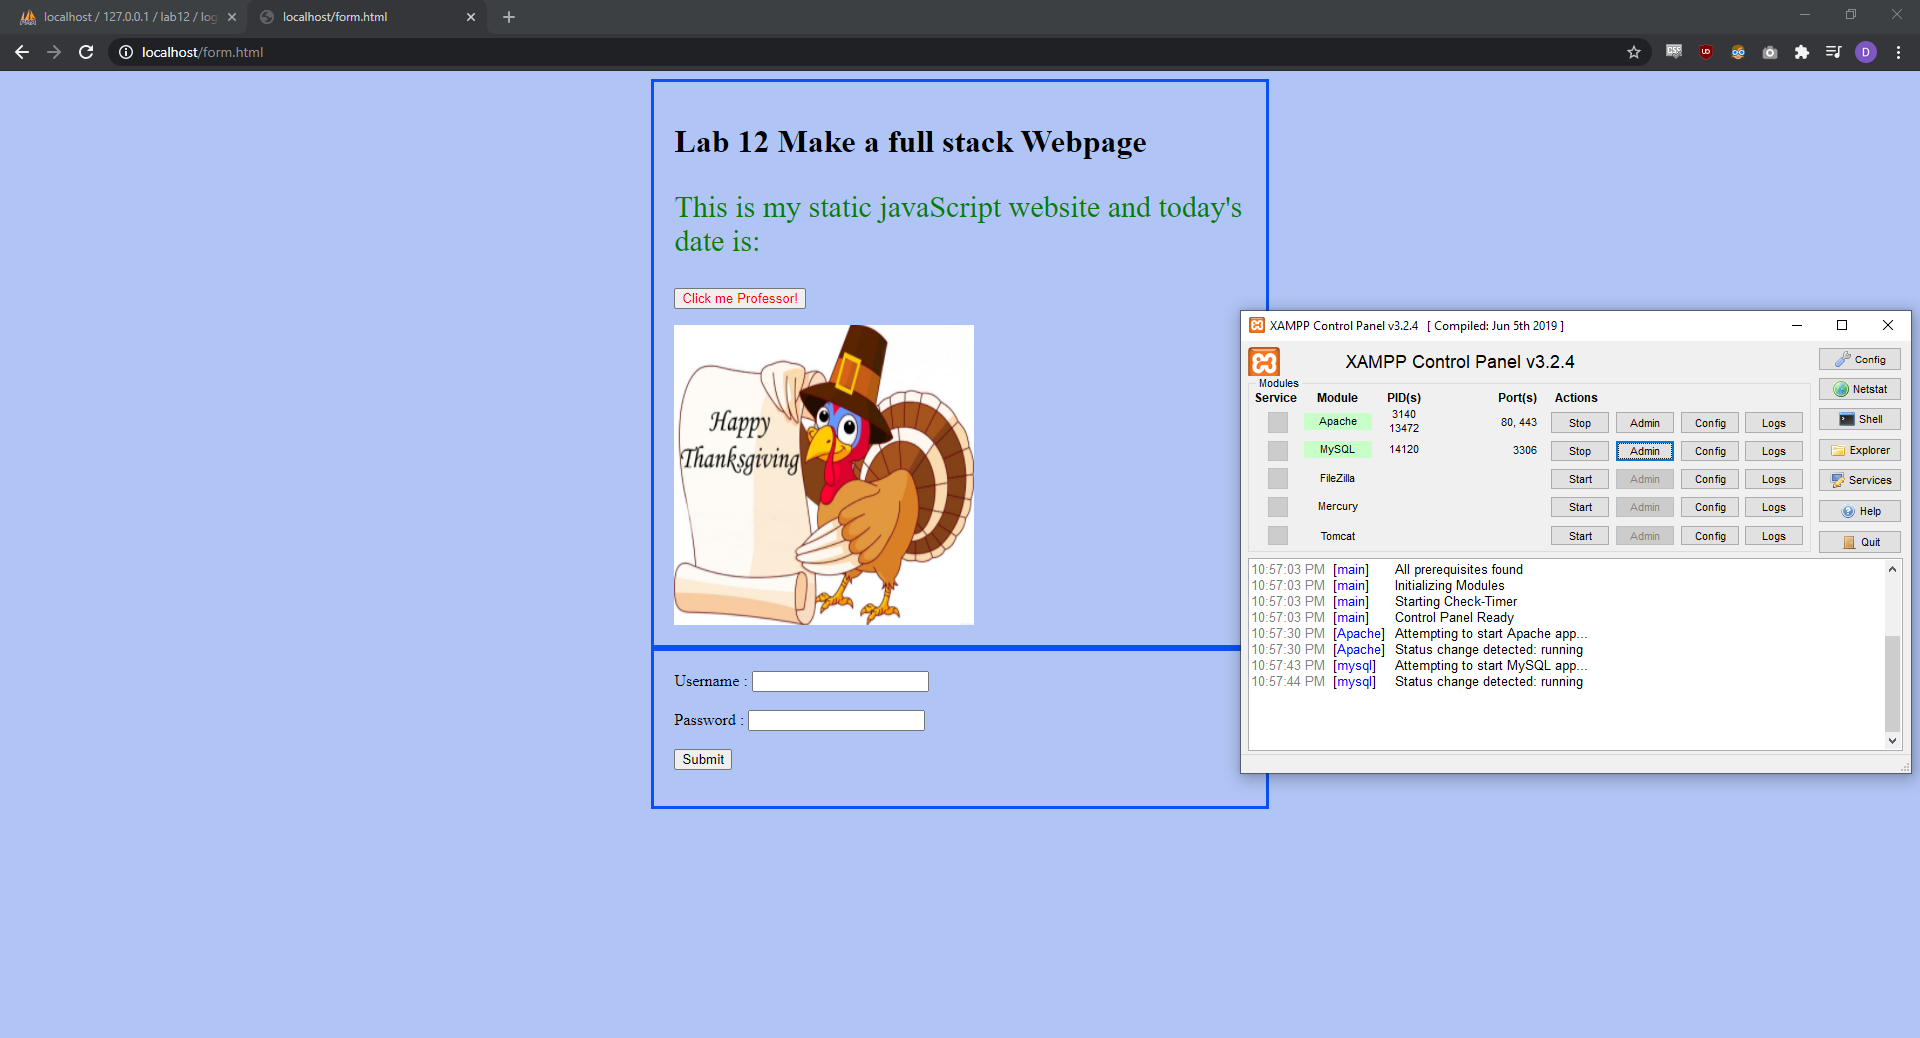 localhost / 127.0.0.1 / lab12 / log
localhost/form.html
localhost/form.html
D
Lab 12 Make a full stack Webpage
This is my static javaScript website and today's
date is:
Click me Professor!
Happy
Thanksgiving
Username :
Password :
Submit
XAMPP Control Panel v3.2.4 [ Compiled: Jun 5th 2019 ]
XAMPP Control Panel v3.2.4
Config
Modules
Netstat
Service Module PID(s) Port(s) Actions
Shell
Apache 3140 13472 80, 443 Stop Admin Config Logs
MySQL 14120 3306 Stop Admin Config Logs
Explorer
FileZilla Start Admin Config Logs
Services
Mercury Start Admin Config Logs
Help
Tomcat Start Admin Config Logs
Quit
10:57:03 PM [main] All prerequisites found
10:57:03 PM [main] Initializing Modules
10:57:03 PM [main] Starting Check-Timer
10:57:03 PM [main] Control Panel Ready
10:57:30 PM [Apache] Attempting to start Apache app...
10:57:30 PM [Apache] Status change detected: running
10:57:43 PM [mysql] Attempting to start MySQL app...
10:57:44 PM [mysql] Status change detected: running